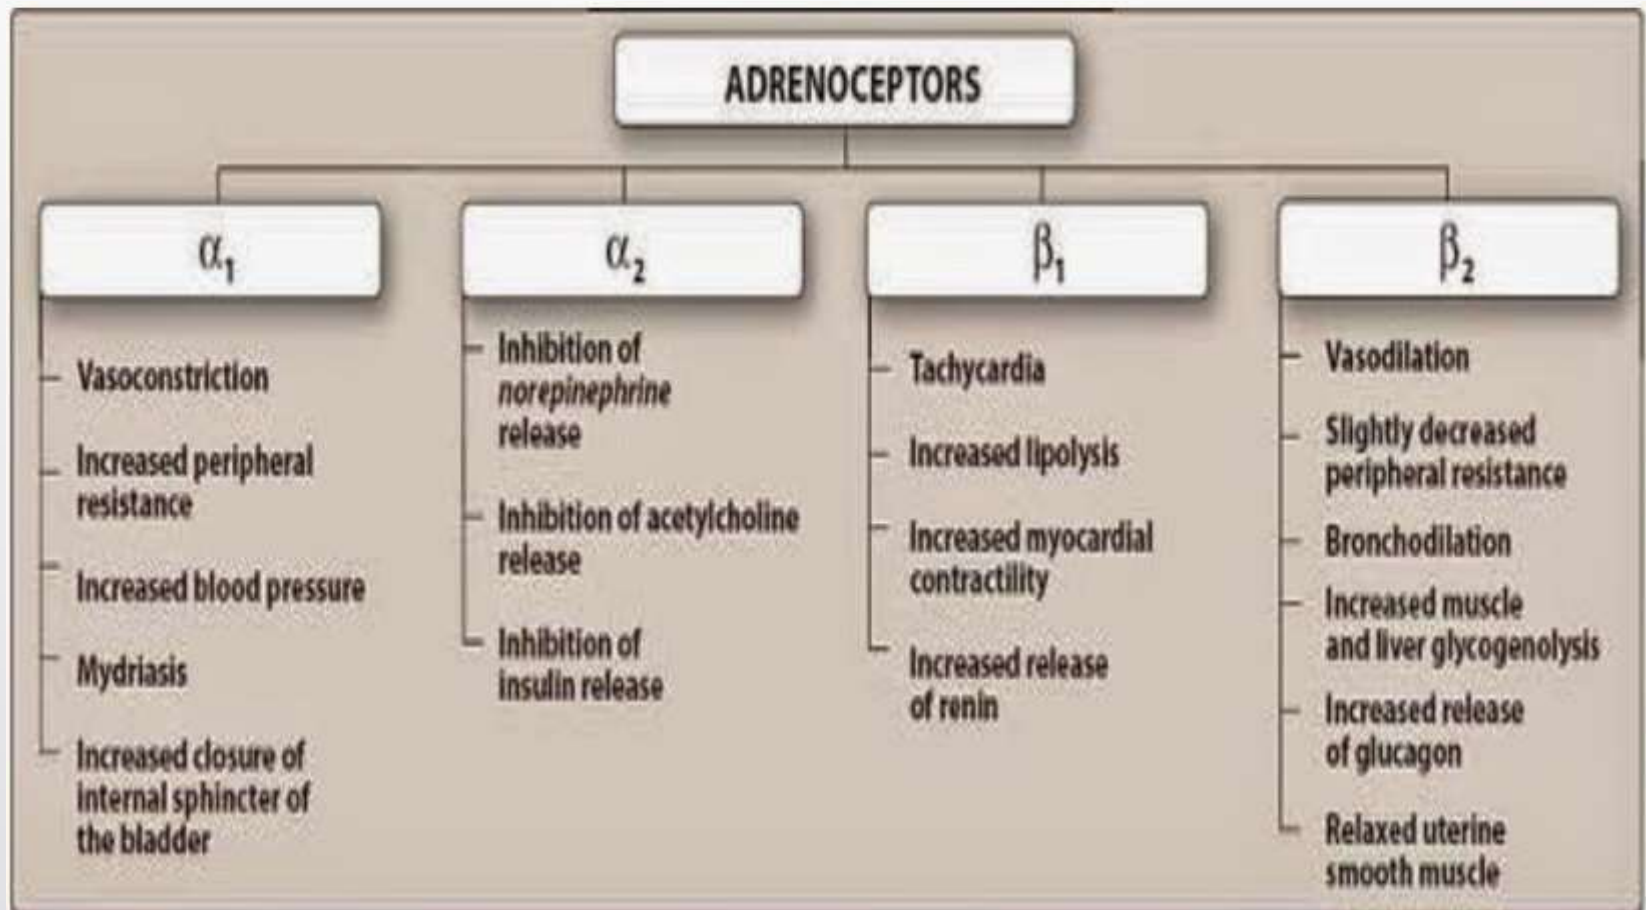 ADRENOCEPTORS
α1
Vasoconstriction
Increased peripheral
resistance
Increased blood pressure
Mydriasis
Increased closure of
internal sphincter of
the bladder
α2
Inhibition of
norepinephrine
release
Inhibition of acetylcholine
release
Inhibition of
insulin release
β1
Tachycardia
Increased lipolysis
Increased myocardial
contractility
Increased release
of renin
β2
Vasodilation
Slightly decreased
peripheral resistance
Bronchodilation
Increased muscle
and liver glycogenolysis
Increased release
of glucagon
Relaxed uterine
smooth muscle